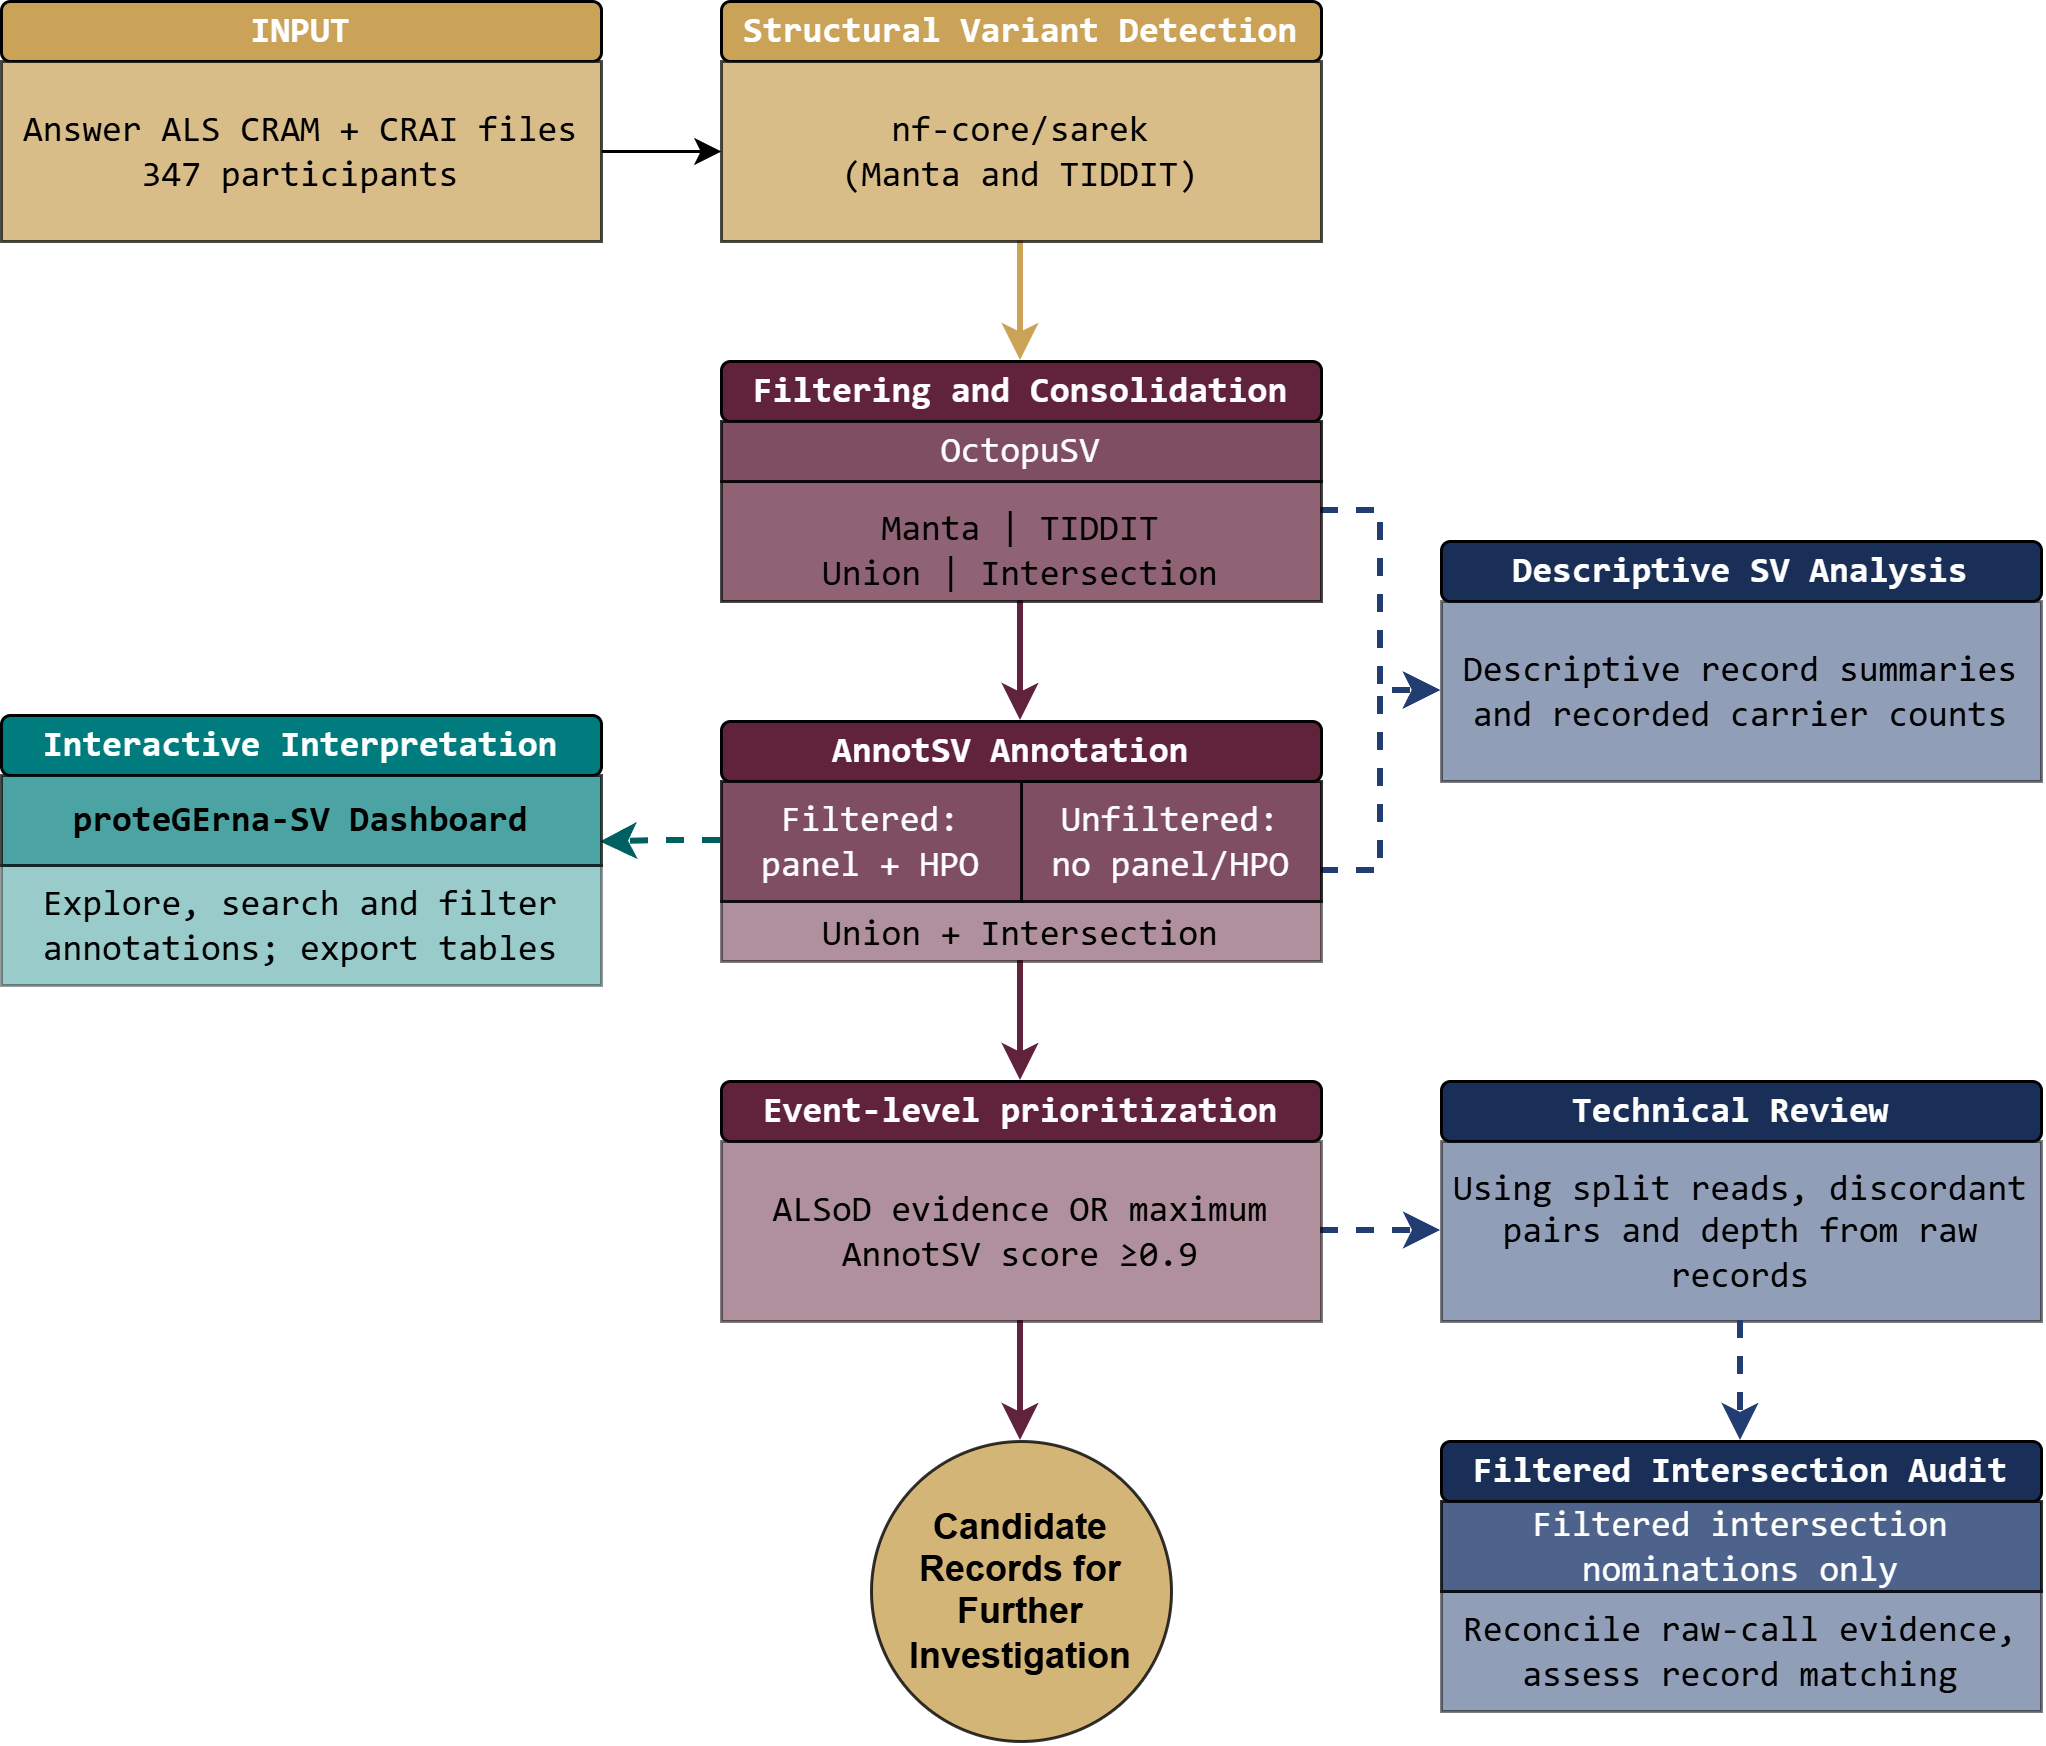 INPUT
Answer ALS CRAM + CRAI files
347 participants
Structural Variant Detection
nf-core/sarek
(Manta and TIDDIT)
Filtering and Consolidation
OctopuSV
Manta | TIDDIT
Union | Intersection
Descriptive SV Analysis
Descriptive record summaries
and recorded carrier counts
Interactive Interpretation
proteGErna-SV Dashboard
Explore, search and filter
annotations; export tables
AnnotSV Annotation
Filtered:
panel + HPO
Unfiltered:
no panel/HPO
Union + Intersection
Event-level prioritization
ALSoD evidence OR maximum
AnnotSV score ≥0.9
Technical Review
Using split reads, discordant
pairs and depth from raw
records
Candidate
Records for
Further
Investigation
Filtered Intersection Audit
Filtered intersection
nominations only
Reconcile raw-call evidence,
assess record matching